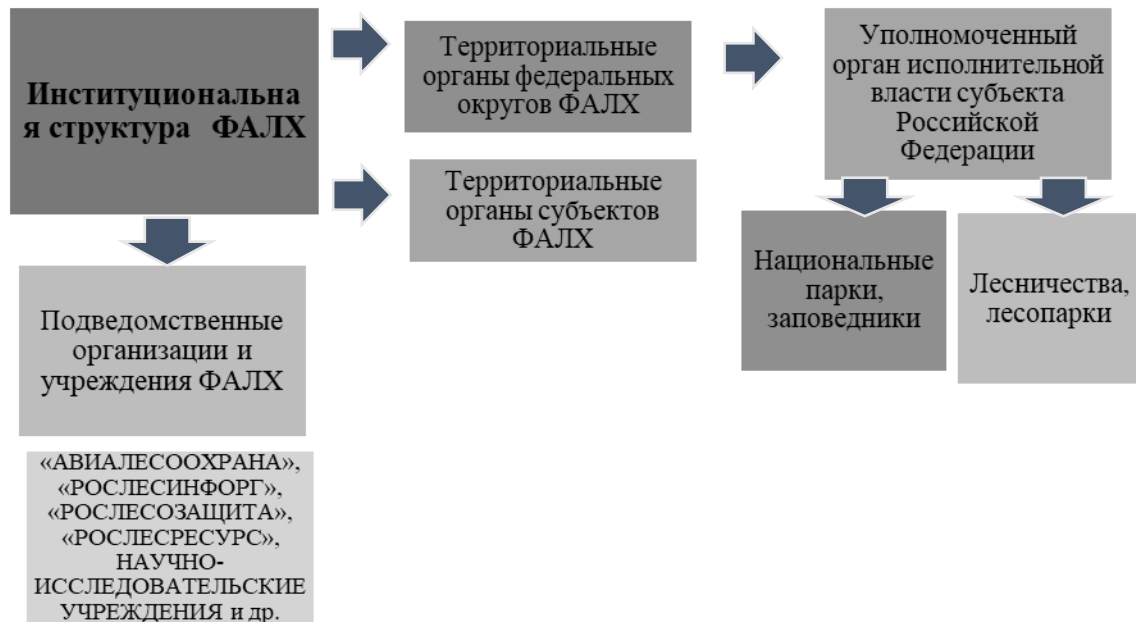 Институциональна
я структура ФАЛХ
Территориальные
органы федеральных
округов ФАЛХ
Уполномоченный
орган исполнительной
власти субъекта
Российской
Федерации
Территориальные
органы субъектов
ФАЛХ
Национальные
парки,
заповедники
Лесничества,
лесопарки
Подведомственные
организации и
учреждения ФАЛХ
«АВИАЛЕСООХРАНА»,
«РОСЛЕСИНФОРГ»,
«РОСЛЕСОЗАЩИТА»,
«РОСЛЕСРЕСУРС»,
НАУЧНО-
ИССЛЕДОВАТЕЛЬСКИЕ
УЧРЕЖДЕНИЯ и др.